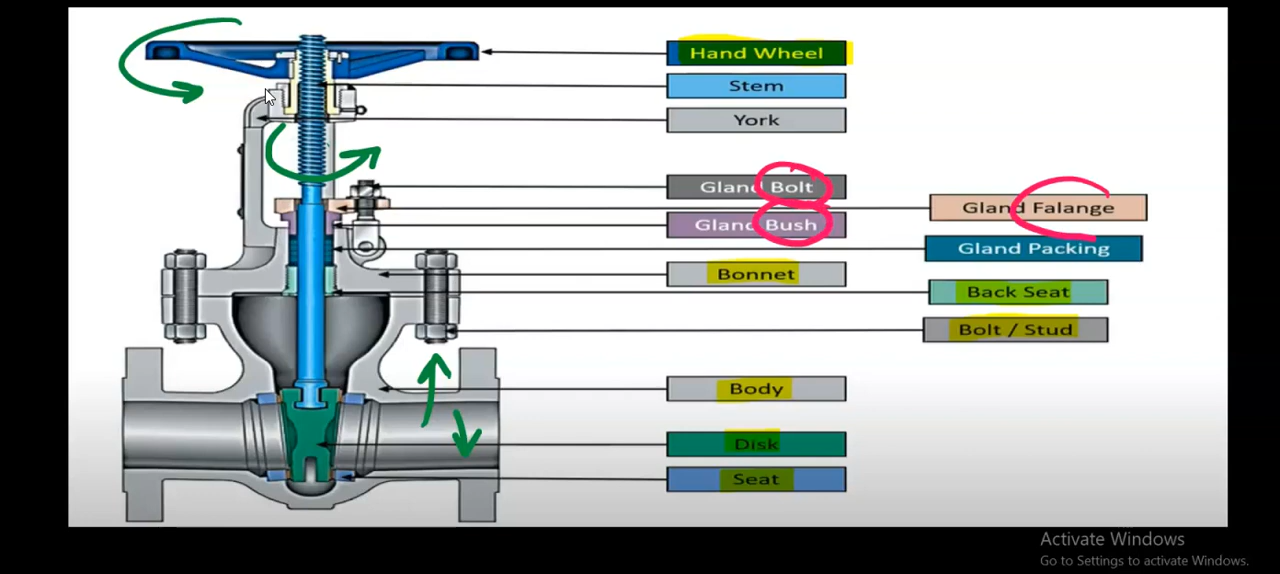 Hand Wheel
Stem
York
Gland Bolt
Gland Falange
Gland Bush
Gland Packing
Bonnet
Back Seat
Bolt / Stud
Body
Disk
Seat
Activate Windows
Go to Settings to activate Windows.